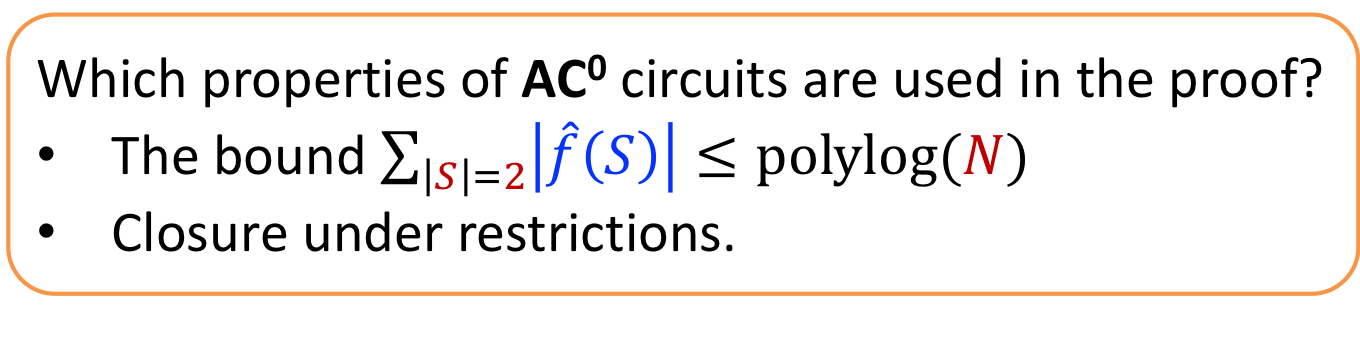 Which properties of AC⁰ circuits are used in the proof?
• The bound ∑_{|S|=2}|f̂(S)| ≤ polylog(N)
• Closure under restrictions.